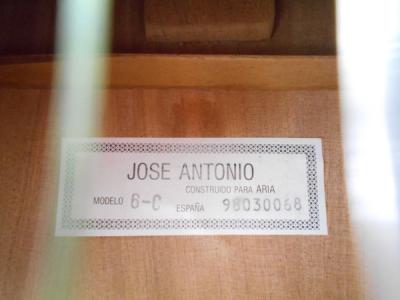 JOSE ANTONIO
CONSTRUIDO PARA ARIA
MODELO 6-C ESPAÑA 98030068